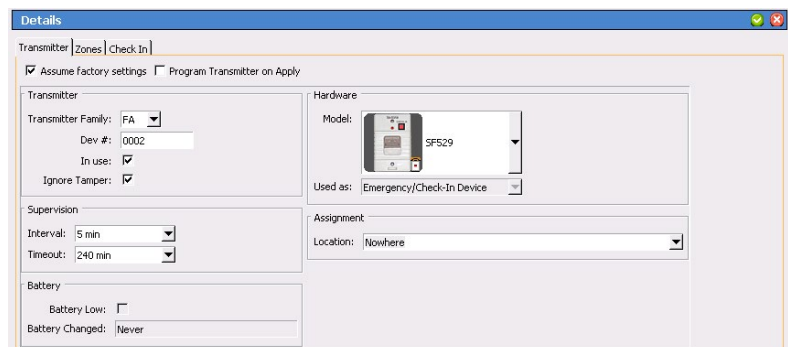 Details
Transmitter Zones Check In
Assume factory settings Program Transmitter on Apply
Transmitter
Transmitter Family: FA
Dev #: 0002
In use:
Ignore Tamper:
Hardware
Model: SF529
Used as: Emergency/Check-In Device
Supervision
Interval: 5 min
Timeout: 240 min
Assignment
Location: Nowhere
Battery
Battery Low:
Battery Changed: Never